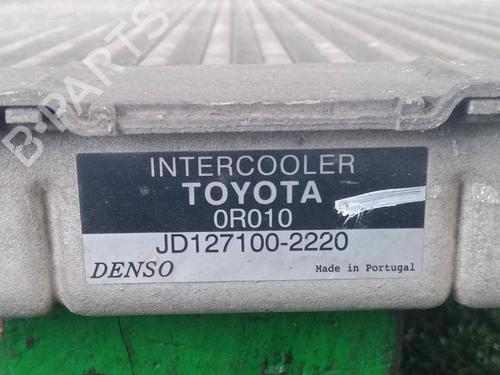 B-PARTS
INTERCOOLER
TOYOTA
0R010
JD127100-2220
DENSO Made in Portugal